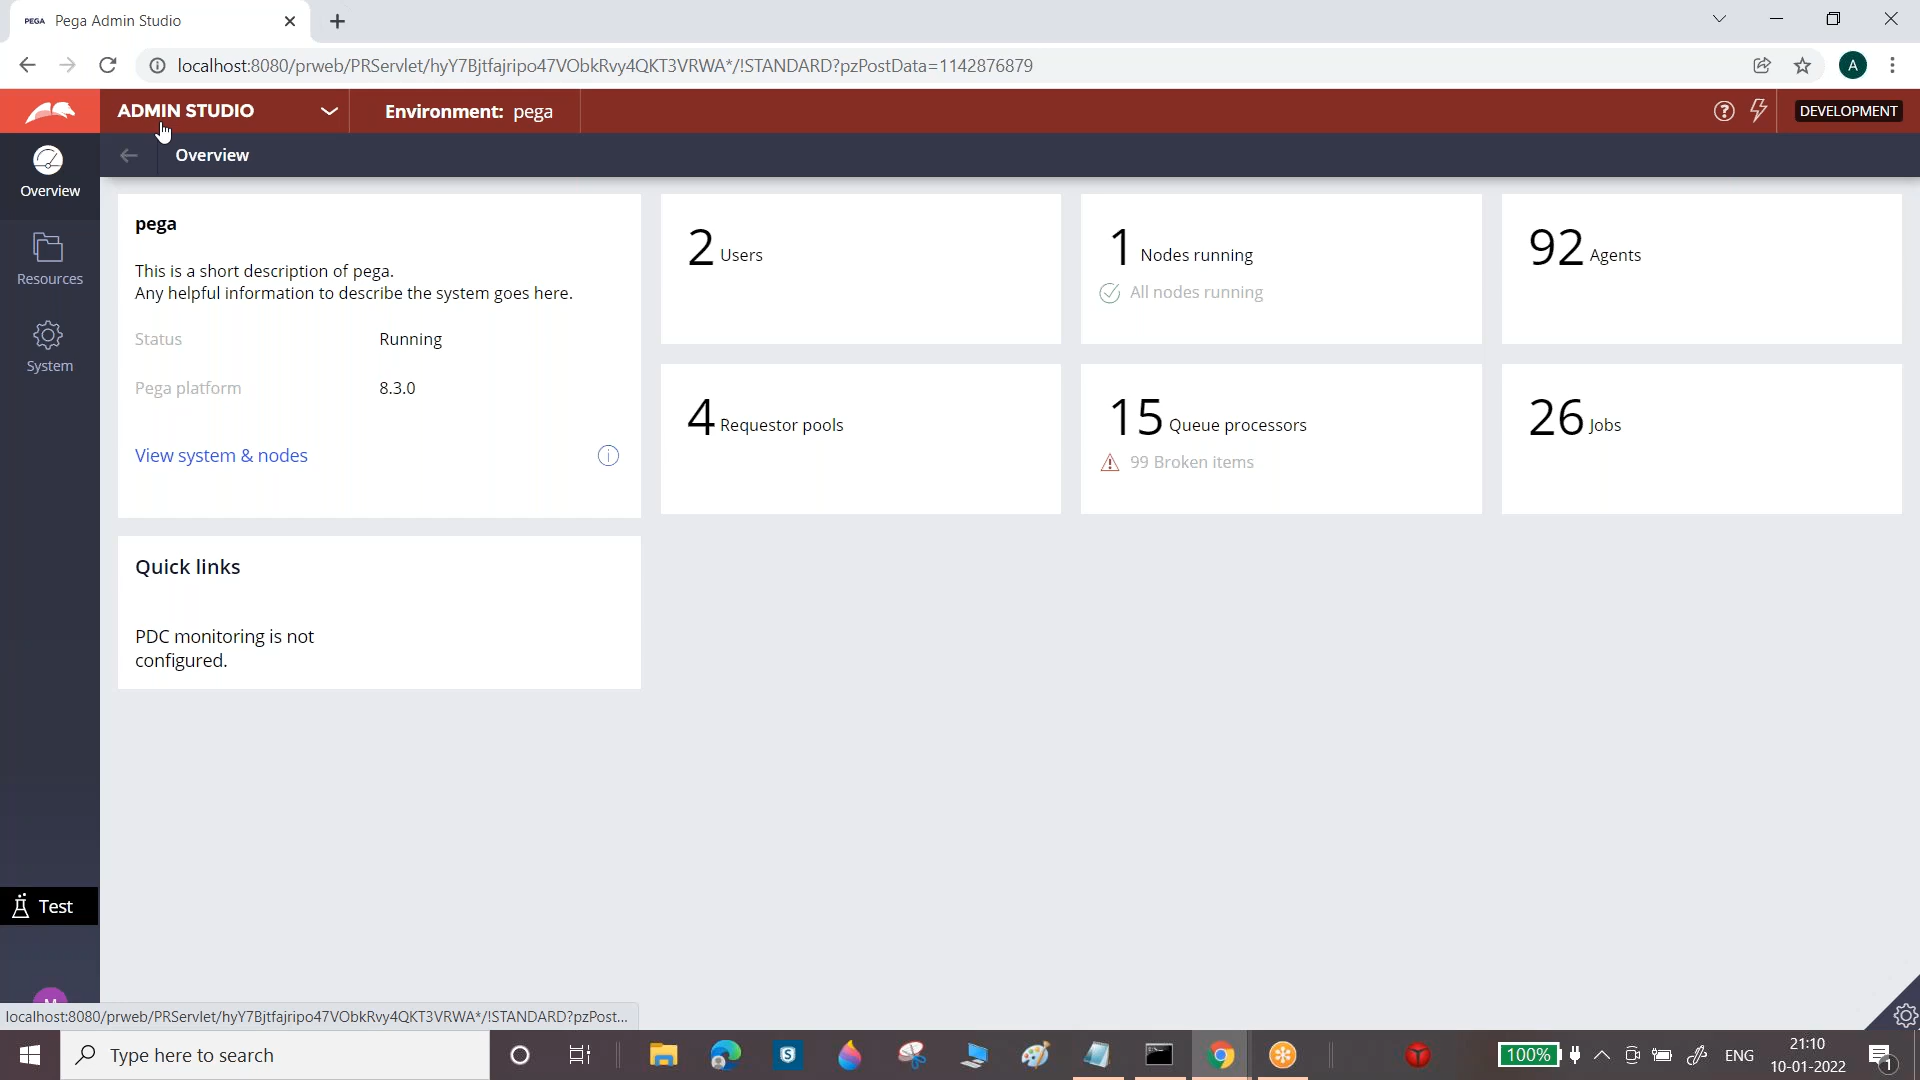 PEGA Pega Admin Studio
localhost:8080/prweb/PRServlet/hyY7Bjtfajripo47VObkRvy4QKT3VRWA*/!STANDARD?pzPostData=1142876879
A
ADMIN STUDIO
Environment: pega
DEVELOPMENT
Overview
Overview
Resources
System
Test
pega
This is a short description of pega.
Any helpful information to describe the system goes here.
Status Running
Pega platform 8.3.0
View system & nodes
2 Users
1 Nodes running
All nodes running
92 Agents
4 Requestor pools
15 Queue processors
99 Broken items
26 Jobs
Quick links
PDC monitoring is not
configured.
localhost:8080/prweb/PRServlet/hyY7Bjtfajripo47VObkRvy4QKT3VRWA*/!STANDARD?pzPost...
Type here to search
S
100%
ENG
21:10
10-01-2022
1